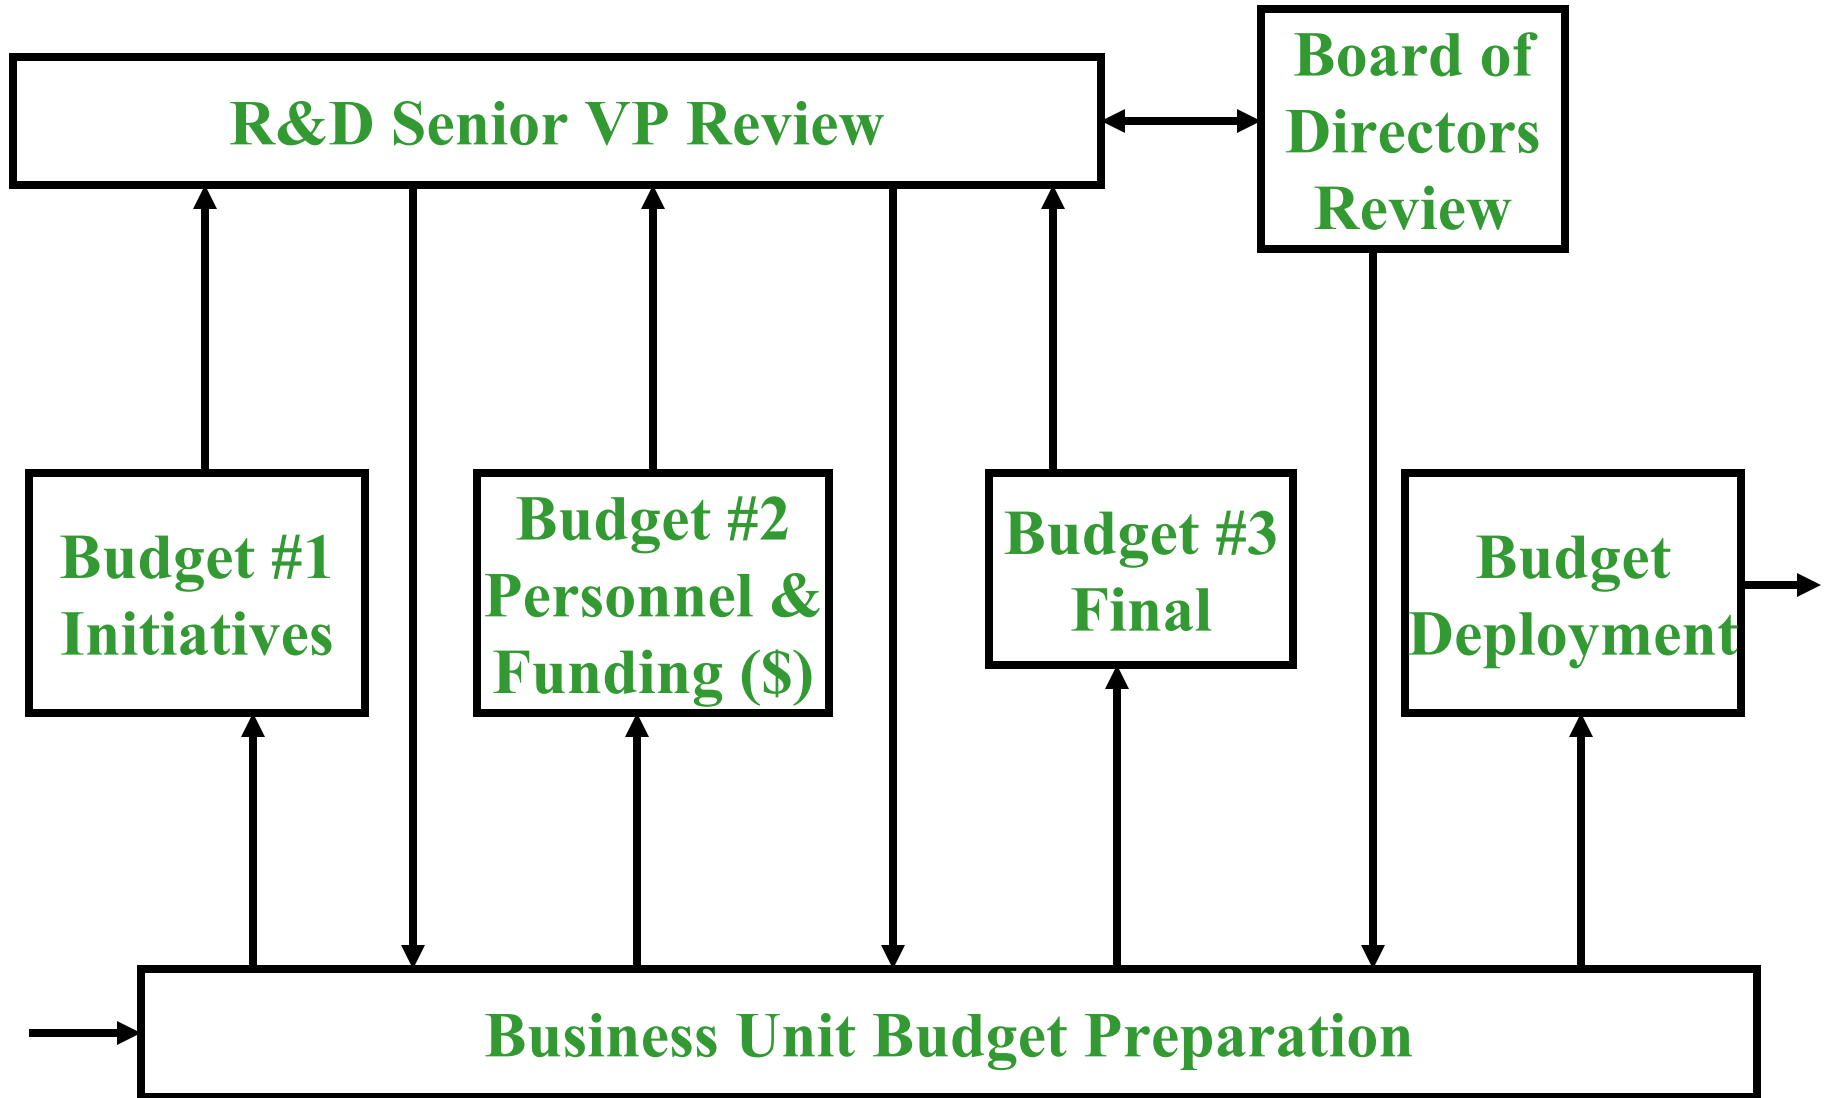 R&D Senior VP Review
Board of
Directors
Review
Budget #1
Initiatives
Budget #2
Personnel &
Funding ($)
Budget #3
Final
Budget
Deployment
Business Unit Budget Preparation